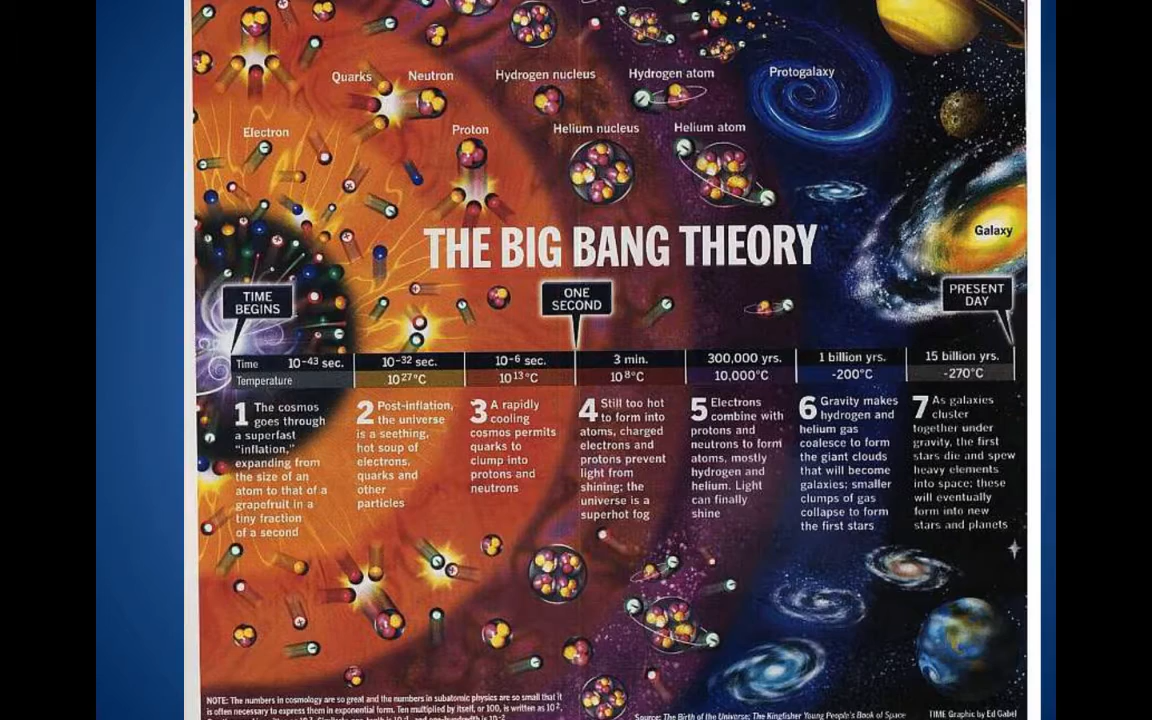 Quarks
Neutron
Hydrogen nucleus
Hydrogen atom
Protogalaxy
Electron
Proton
Helium nucleus
Helium atom
Galaxy
THE BIG BANG THEORY
TIME
BEGINS
ONE
SECOND
PRESENT
DAY
Time 10-43 sec. 10-32 sec. 10-6 sec. 3 min. 300,000 yrs. 1 billion yrs. 15 billion yrs.
Temperature 10 27°C 10 13°C 10 8°C 10,000°C -200°C -270°C
1 The cosmos
goes through
a superfast
"inflation,"
expanding from
the size of an
atom to that of a
grapefruit in a
tiny fraction
of a second
2 Post-inflation,
the universe
is a seething,
hot soup of
electrons,
quarks and
other
particles
3 A rapidly
cooling
cosmos permits
quarks to
clump into
protons and
neutrons
4 Still too hot
to form into
atoms, charged
electrons and
protons prevent
light from
shining; the
universe is a
superhot fog
5 Electrons
combine with
protons and
neutrons to form
atoms, mostly
hydrogen and
helium. Light
can finally
shine
6 Gravity makes
hydrogen and
helium gas
coalesce to form
the giant clouds
that will become
galaxies; smaller
clumps of gas
collapse to form
the first stars
7 As galaxies
cluster
together under
gravity, the first
stars die and spew
heavy elements
into space; these
will eventually
form into new
stars and planets
NOTE: The numbers in cosmology are so great and the numbers in subatomic physics are so small that it
is often necessary to express them in exponential form. Ten multiplied by itself, or 100, is written as 10 2.
Source: The Birth of the Universe; The Kingfisher Young People's Book of Space
TIME Graphic by Ed Gabel